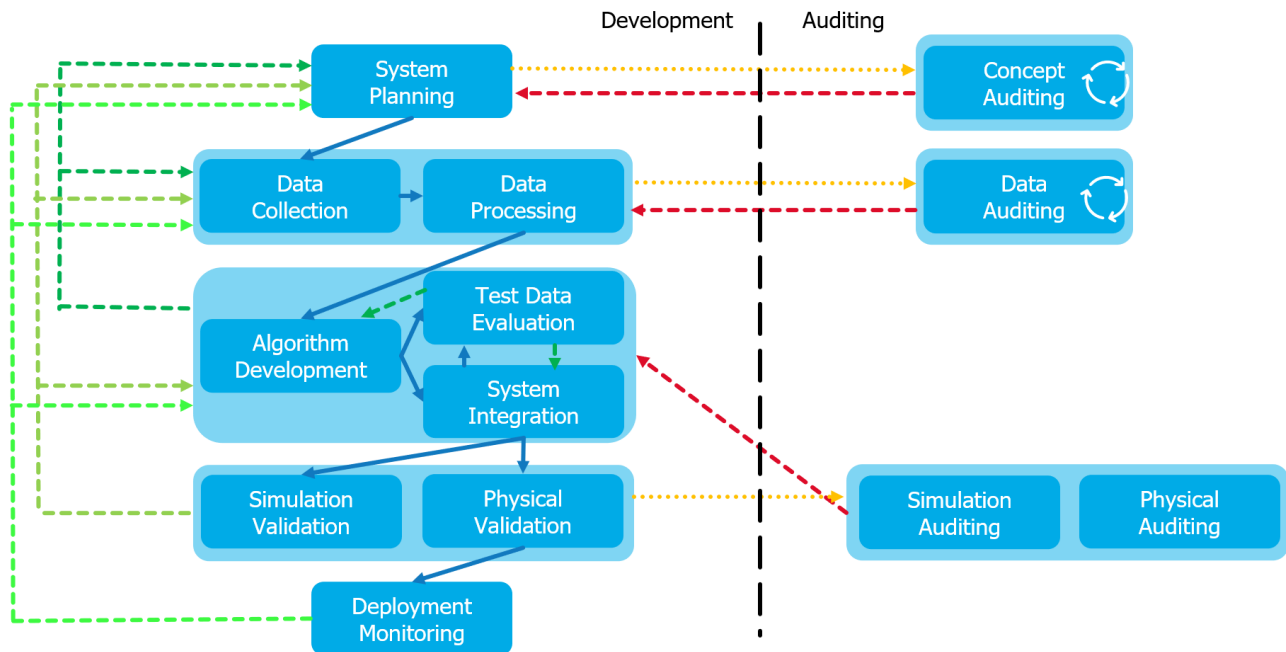 Development
Auditing
System
Planning
Concept
Auditing
Data
Collection
Data
Processing
Data
Auditing
Test Data
Evaluation
Algorithm
Development
System
Integration
Simulation
Validation
Physical
Validation
Simulation
Auditing
Physical
Auditing
Deployment
Monitoring